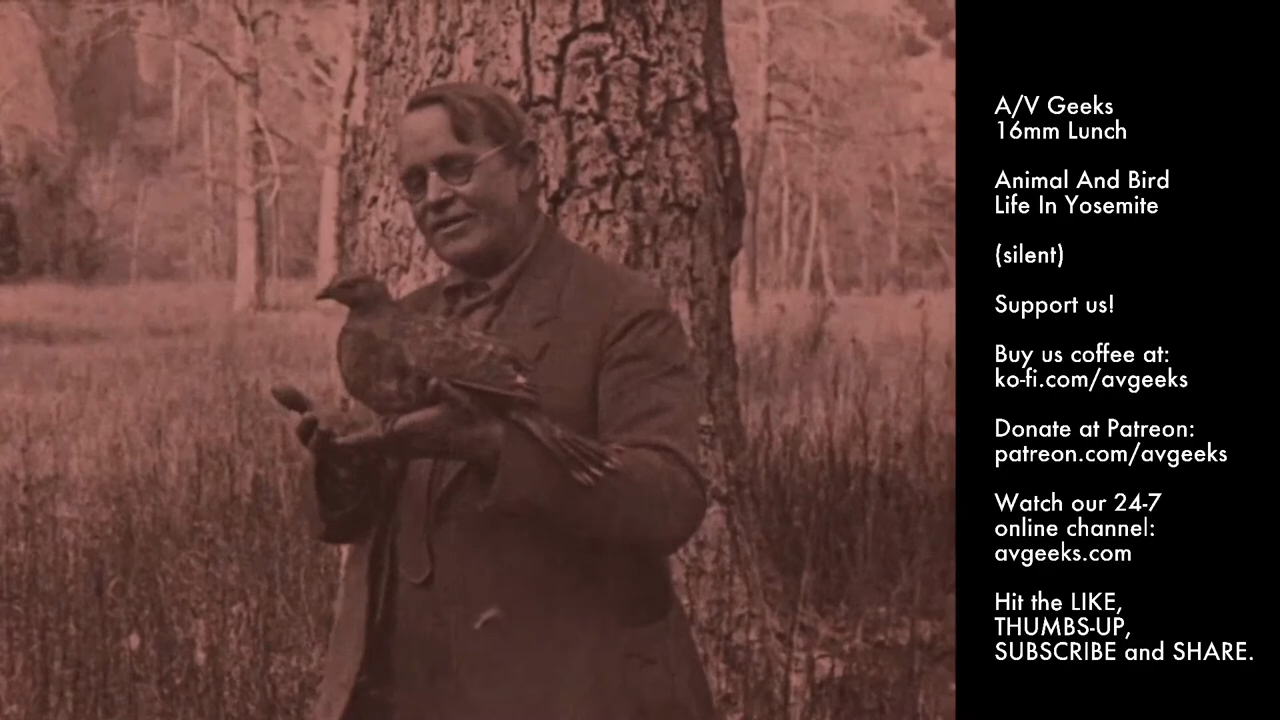 A/V Geeks
16mm Lunch
Animal And Bird
Life In Yosemite
(silent)
Support us!
Buy us coffee at:
ko-fi.com/avgeeks
Donate at Patreon:
patreon.com/avgeeks
Watch our 24-7
online channel:
avgeeks.com
Hit the LIKE,
THUMBS-UP,
SUBSCRIBE and SHARE.